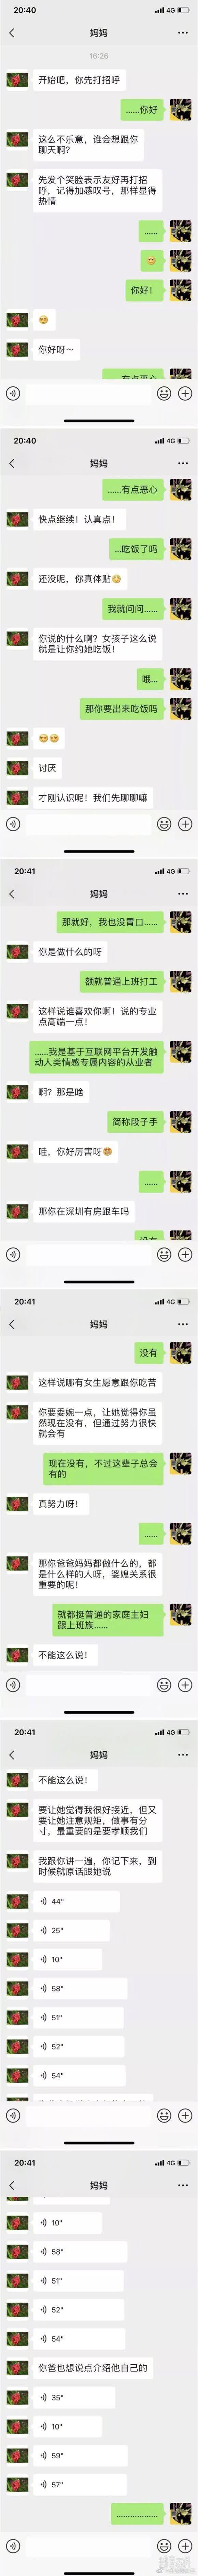 20:40
4G
妈妈
16:26
开始吧，你先打招呼
……你好
这么不乐意，谁会想跟你
聊天啊？
先发个笑脸表示友好再打招
呼，记得加感叹号，那样显得
热情
……
你好！
你好呀～
有点恶心
20:40
4G
妈妈
……有点恶心
快点继续！认真点！
…吃饭了吗
还没呢，你真体贴
我就问问……
你说的什么啊？女孩子这么说
就是让你约她吃饭！
哦…
那你要出来吃饭吗
讨厌
才刚认识呢！我们先聊聊嘛
20:41
4G
妈妈
那就好，我也没胃口……
你是做什么的呀
额就普通上班打工
这样说谁喜欢你啊！说的专业
点高端一点！
……我是基于互联网平台开发触
动人类情感专属内容的从业者
啊？那是啥
简称段子手
哇，你好厉害呀
……
那你在深圳有房跟车吗
没有
20:41
4G
妈妈
没有
这样说哪有女生愿意跟你吃
苦
你要委婉一点，让她觉得你虽
然现在没有，但通过努力很快
就会有
现在没有，不过这辈子总会
有的
真努力呀！
……
那你爸爸妈妈都做什么的，都
是什么样的人呀，婆媳关系很
重要的呢！
就都挺普通的家庭主妇
跟上班族……
不能这么说！
20:41
4G
妈妈
不能这么说！
要让她觉得我很好接近，但又
要让她注意规矩，做事有分
寸，最重要的是要孝顺我们
我跟你讲一遍，你记下来，到
时候就原话跟她说
44"
25"
10"
58"
51"
52"
54"
20:41
4G
妈妈
10"
58"
51"
52"
54"
你爸也想说点介绍他自己的
35"
10"
59"
57"
………………